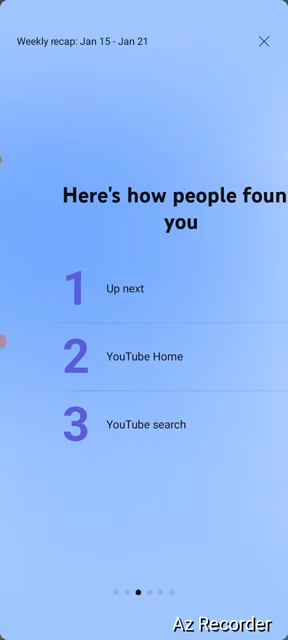 Weekly recap: Jan 15 - Jan 21
Here's how people foun
you
1 Up next
2 YouTube Home
3 YouTube search
Az Recorder